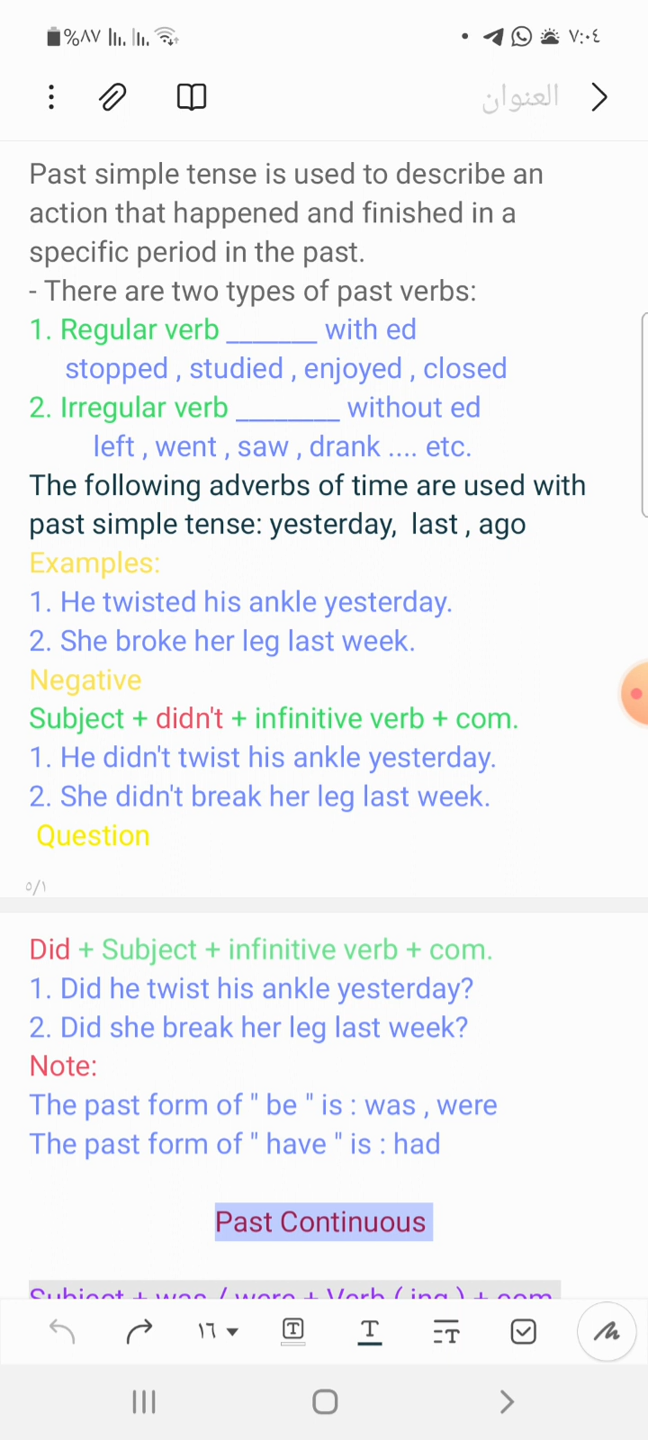 %٨٧
٧:٠٤
العنوان
Past simple tense is used to describe an
action that happened and finished in a
specific period in the past.
- There are two types of past verbs:
1. Regular verb ______ with ed
stopped , studied , enjoyed , closed
2. Irregular verb _______ without ed
left , went , saw , drank .... etc.
The following adverbs of time are used with
past simple tense: yesterday,  last , ago
Examples:
1. He twisted his ankle yesterday.
2. She broke her leg last week.
Negative
Subject + didn't + infinitive verb + com.
1. He didn't twist his ankle yesterday.
2. She didn't break her leg last week.
Question
٥/١
Did + Subject + infinitive verb + com.
1. Did he twist his ankle yesterday?
2. Did she break her leg last week?
Note:
The past form of " be " is : was , were
The past form of " have " is : had
Past Continuous
Subject + was / were + Verb ( ing ) + com
١٦